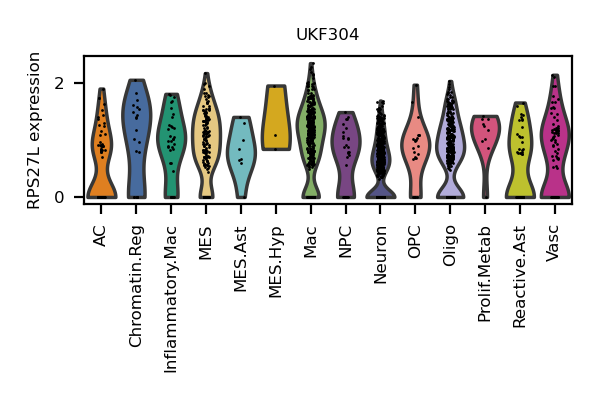 UKF304
RPS27L expression
2
0
AC
Chromatin.Reg
Inflammatory.Mac
MES
MES.Ast
MES.Hyp
Mac
NPC
Neuron
OPC
Oligo
Prolif.Metab
Reactive.Ast
Vasc